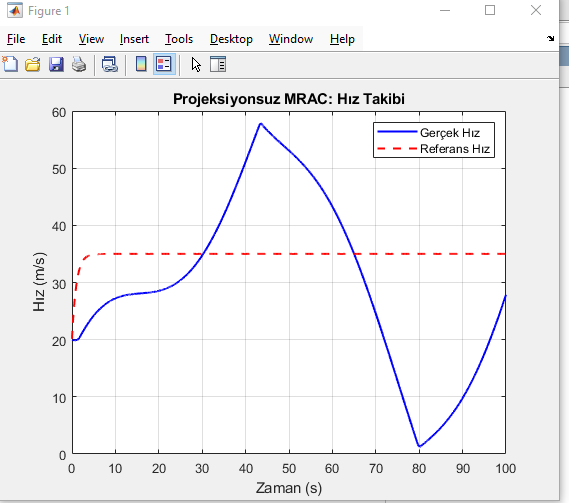 Figure 1
File Edit View Insert Tools Desktop Window Help
Projeksiyonsuz MRAC: Hız Takibi
Gerçek Hız
Referans Hız
60
50
40
30
20
10
0
Hız (m/s)
0 10 20 30 40 50 60 70 80 90 100
Zaman (s)